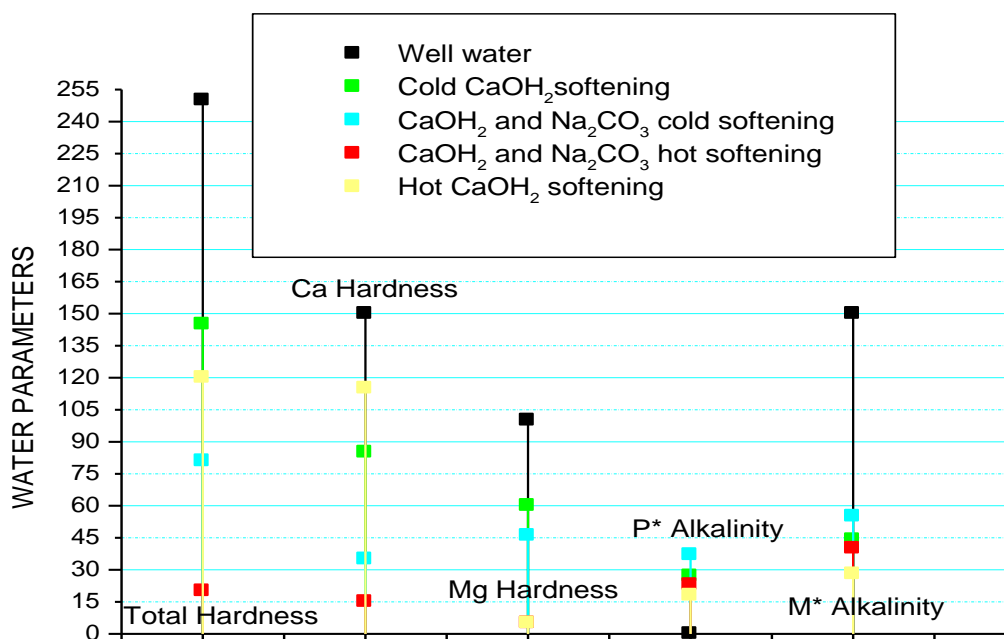 Well water
Cold CaOH₂softening
CaOH₂ and Na₂CO₃ cold softening
CaOH₂ and Na₂CO₃ hot softening
Hot CaOH₂ softening
WATER PARAMETERS
255
240
225
210
195
180
165
150
135
120
105
90
75
60
45
30
15
0
Ca Hardness
P* Alkalinity
Mg Hardness
Total Hardness
M* Alkalinity